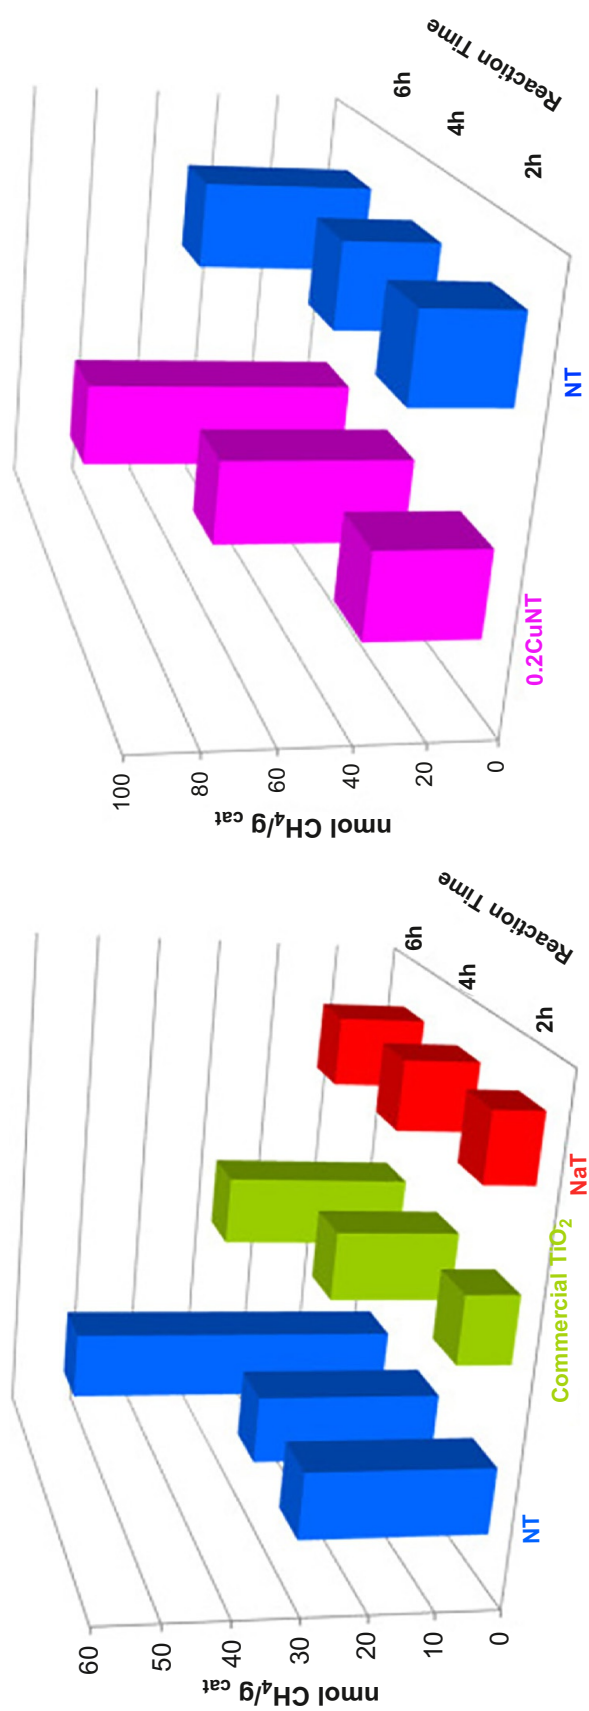 nmol CH₄/g cat
60
50
40
30
20
10
0
NT
Commercial TiO₂
NaT
2h
4h
6h
Reaction Time
nmol CH₄/g cat
100
80
60
40
20
0
0.2CuNT
NT
2h
4h
6h
Reaction Time